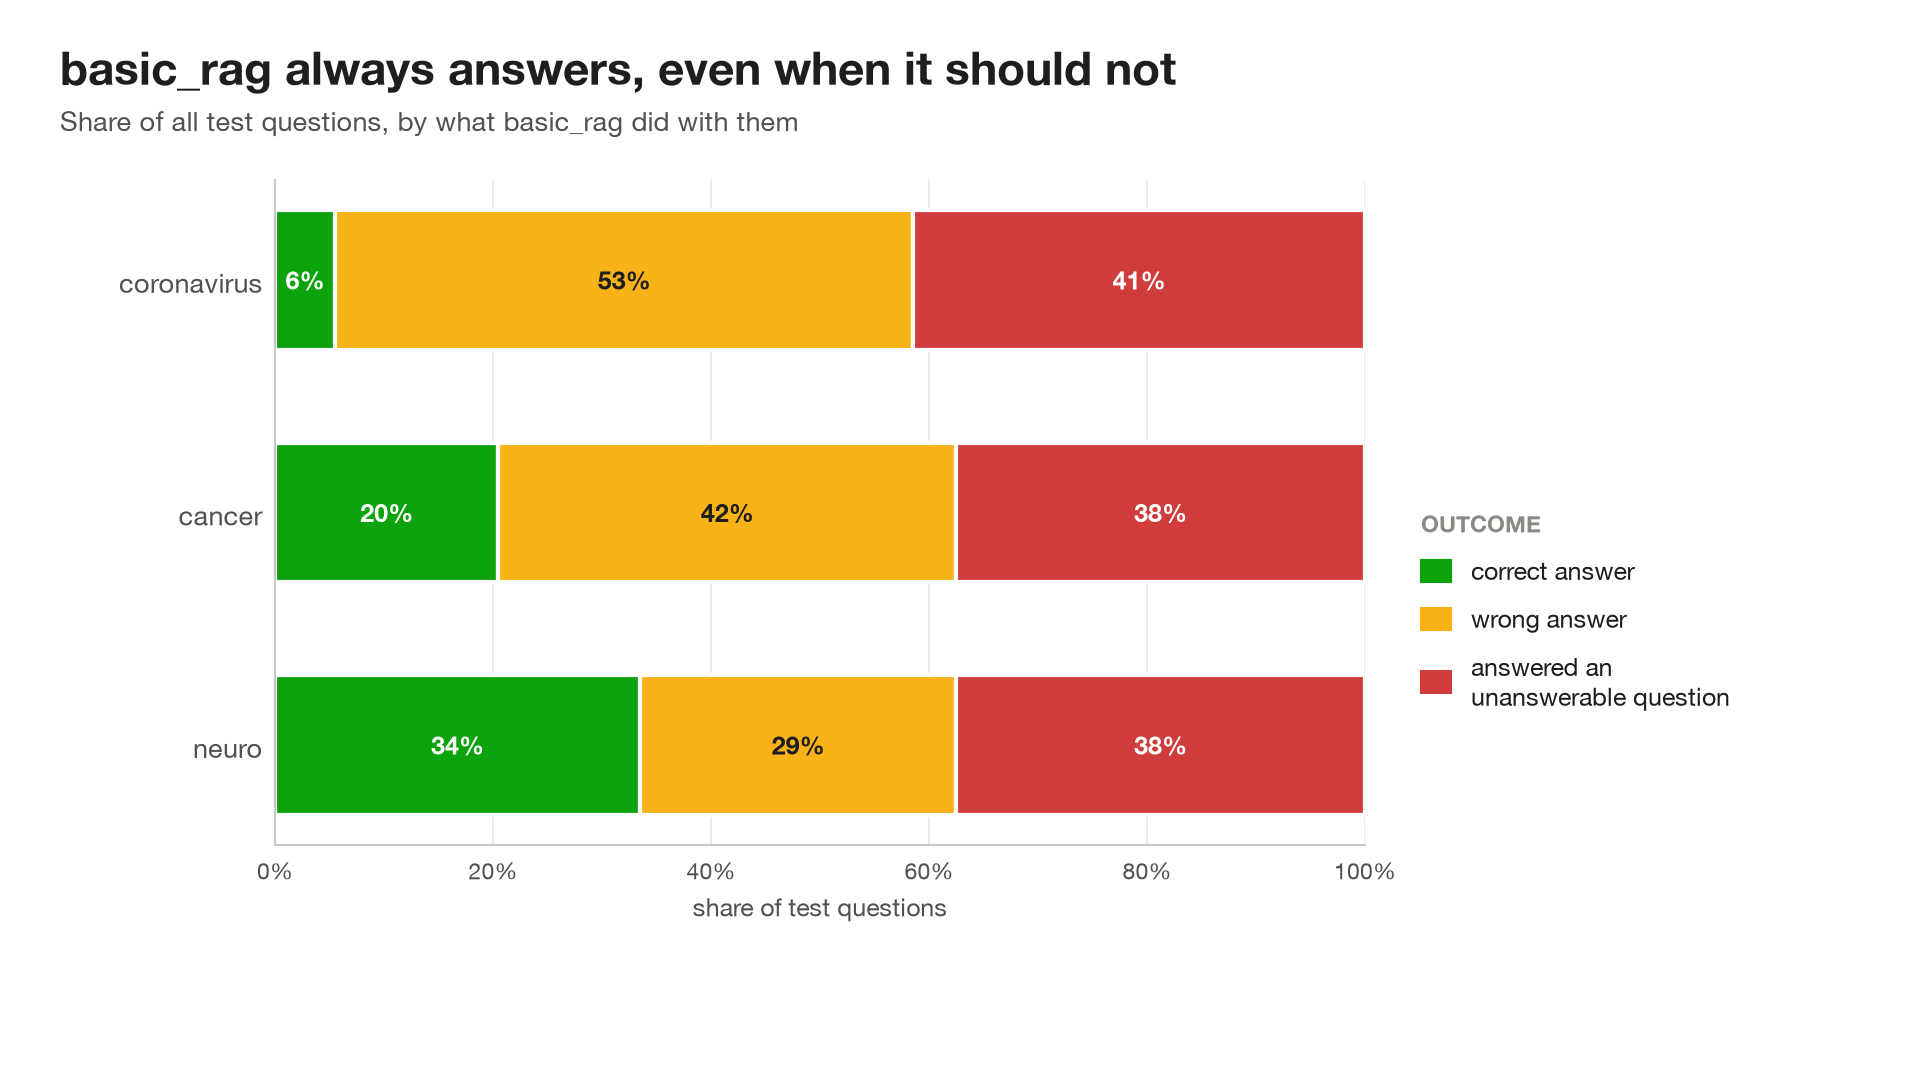 basic_rag always answers, even when it should not
Share of all test questions, by what basic_rag did with them
coronavirus
6%
53%
41%
cancer
20%
42%
38%
neuro
34%
29%
38%
0%
20%
40%
60%
80%
100%
share of test questions
OUTCOME
correct answer
wrong answer
answered an
unanswerable question